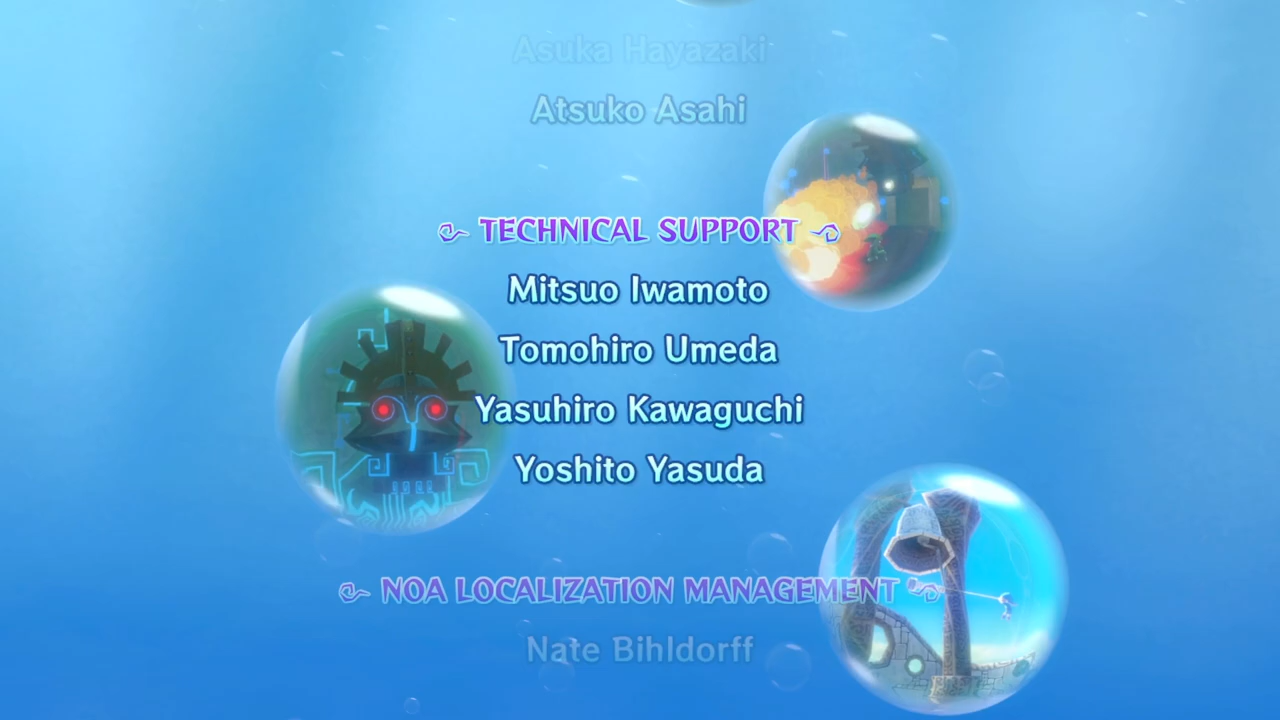 Asuka Hayazaki
Atsuko Asahi
TECHNICAL SUPPORT
Mitsuo Iwamoto
Tomohiro Umeda
Yasuhiro Kawaguchi
Yoshito Yasuda
NOA LOCALIZATION MANAGEMENT
Nate Bihldorff